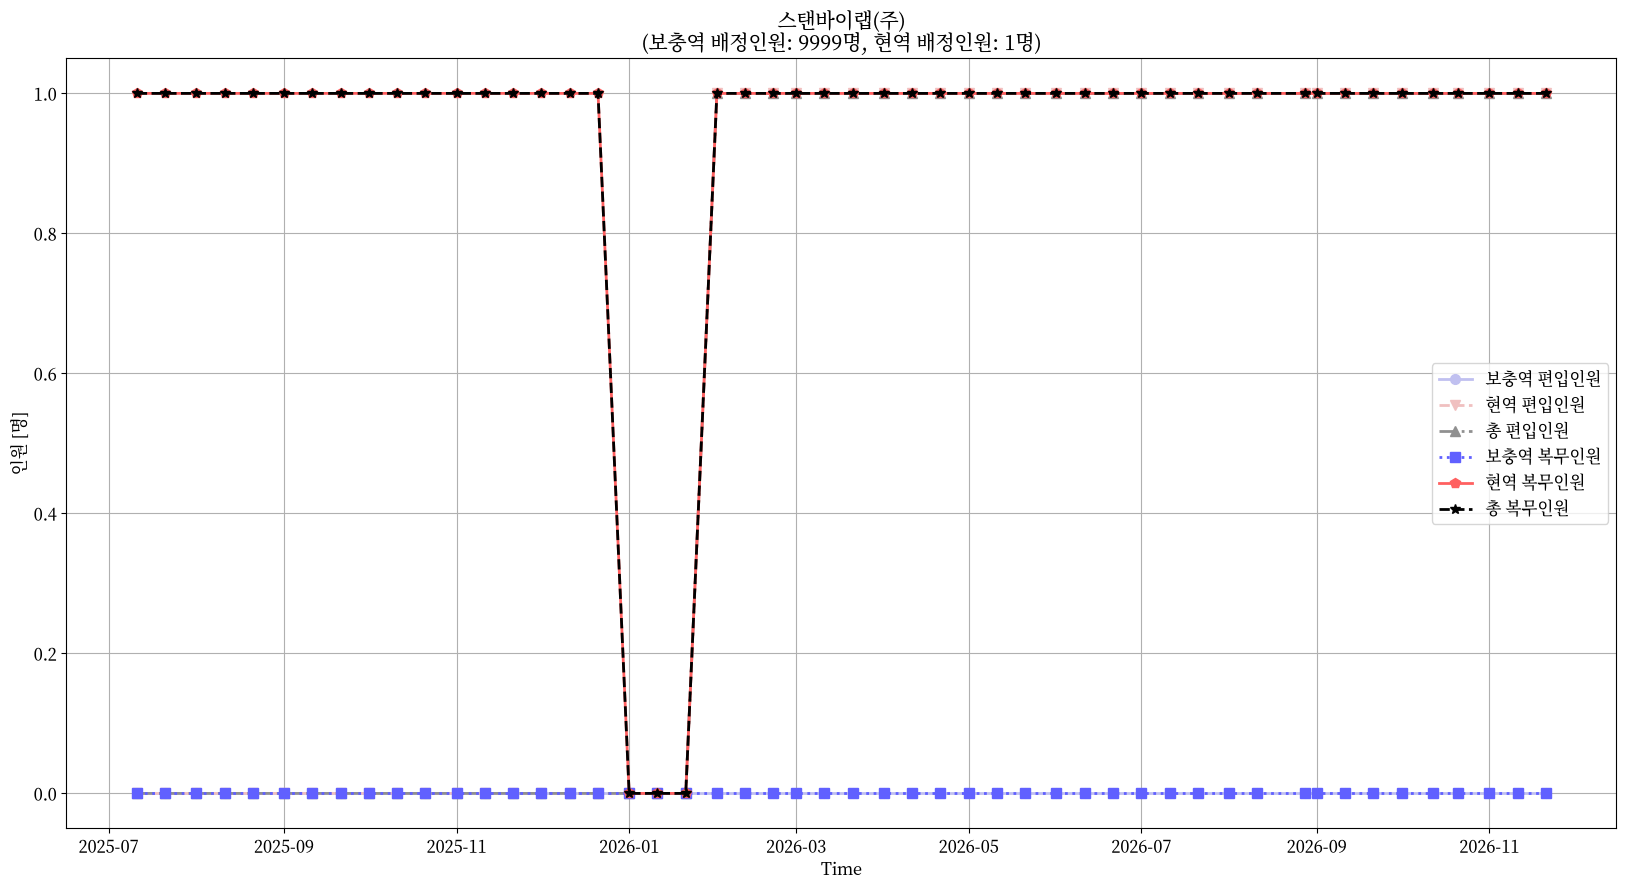 스탠바이랩(주)
(보충역 배정인원: 9999명, 현역 배정인원: 1명)
1.0
0.8
0.6
0.4
0.2
0.0
인원 [명]
보충역 편입인원
현역 편입인원
총 편입인원
보충역 복무인원
현역 복무인원
총 복무인원
2025-07 2025-09 2025-11 2026-01 2026-03 2026-05 2026-07 2026-09 2026-11
Time